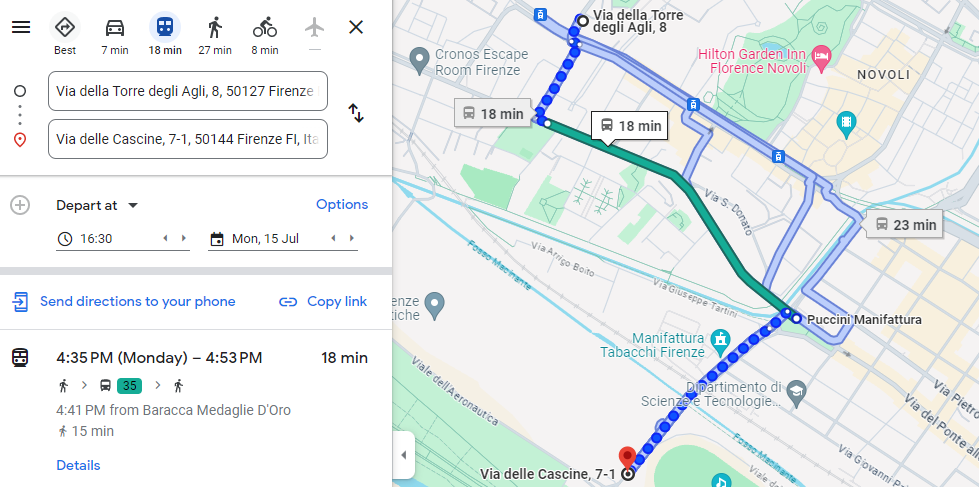 Best
7 min
18 min
27 min
8 min
—
Via della Torre degli Agli, 8, 50127 Firenze
Via delle Cascine, 7-1, 50144 Firenze FI, Ita
Depart at
Options
16:30
Mon, 15 Jul
Send directions to your phone
Copy link
4:35 PM (Monday) – 4:53 PM
18 min
35
4:41 PM from Baracca Medaglie D'Oro
15 min
Details
Via della Torre
degli Agli, 8
Cronos Escape
Room Firenze
Hilton Garden Inn
Florence Novoli
NOVOLI
18 min
18 min
Via S. Donato
23 min
Via Arrigo Boito
Fosso Macinante
Via Giuseppe Tartini
enze
tiche
Puccini Manifattura
Manifattura
Tabacchi Firenze
Viale dell'Aeronautica
Dipartimento di
Scienze e Tecnologie...
Via Pietro
Via del Ponte all
Fosso Macinante
Via Giovanni
Via delle Cascine, 7-1